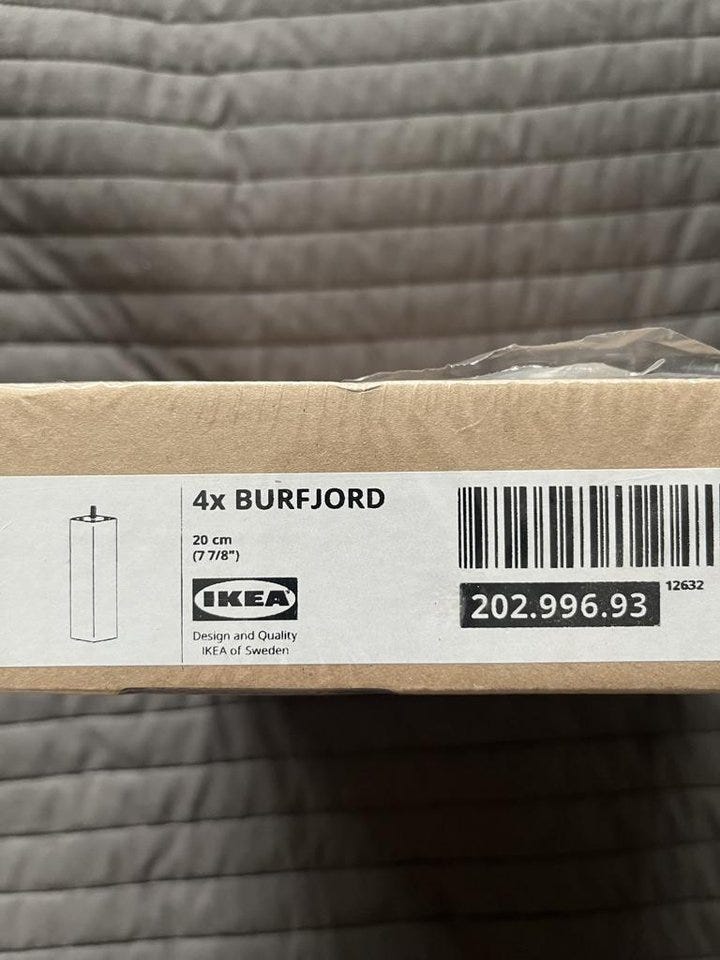 4x BURFJORD
20 cm
(7 7/8")
IKEA
Design and Quality
IKEA of Sweden
202.996.93
12632